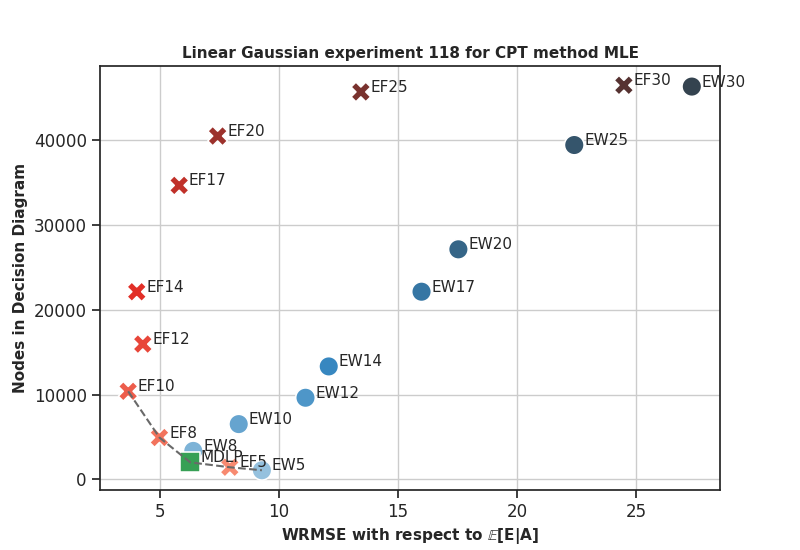 Linear Gaussian experiment 118 for CPT method MLE
EF30
EW30
EF25
EW25
EF20
EF17
EW20
EF14
EW17
EF12
EW14
EF10
EW12
EW10
EF8
EW8
MDLP
EF5
EW5
40000
30000
20000
10000
0
Nodes in Decision Diagram
5
10
15
20
25
WRMSE with respect to 𝔼[E|A]